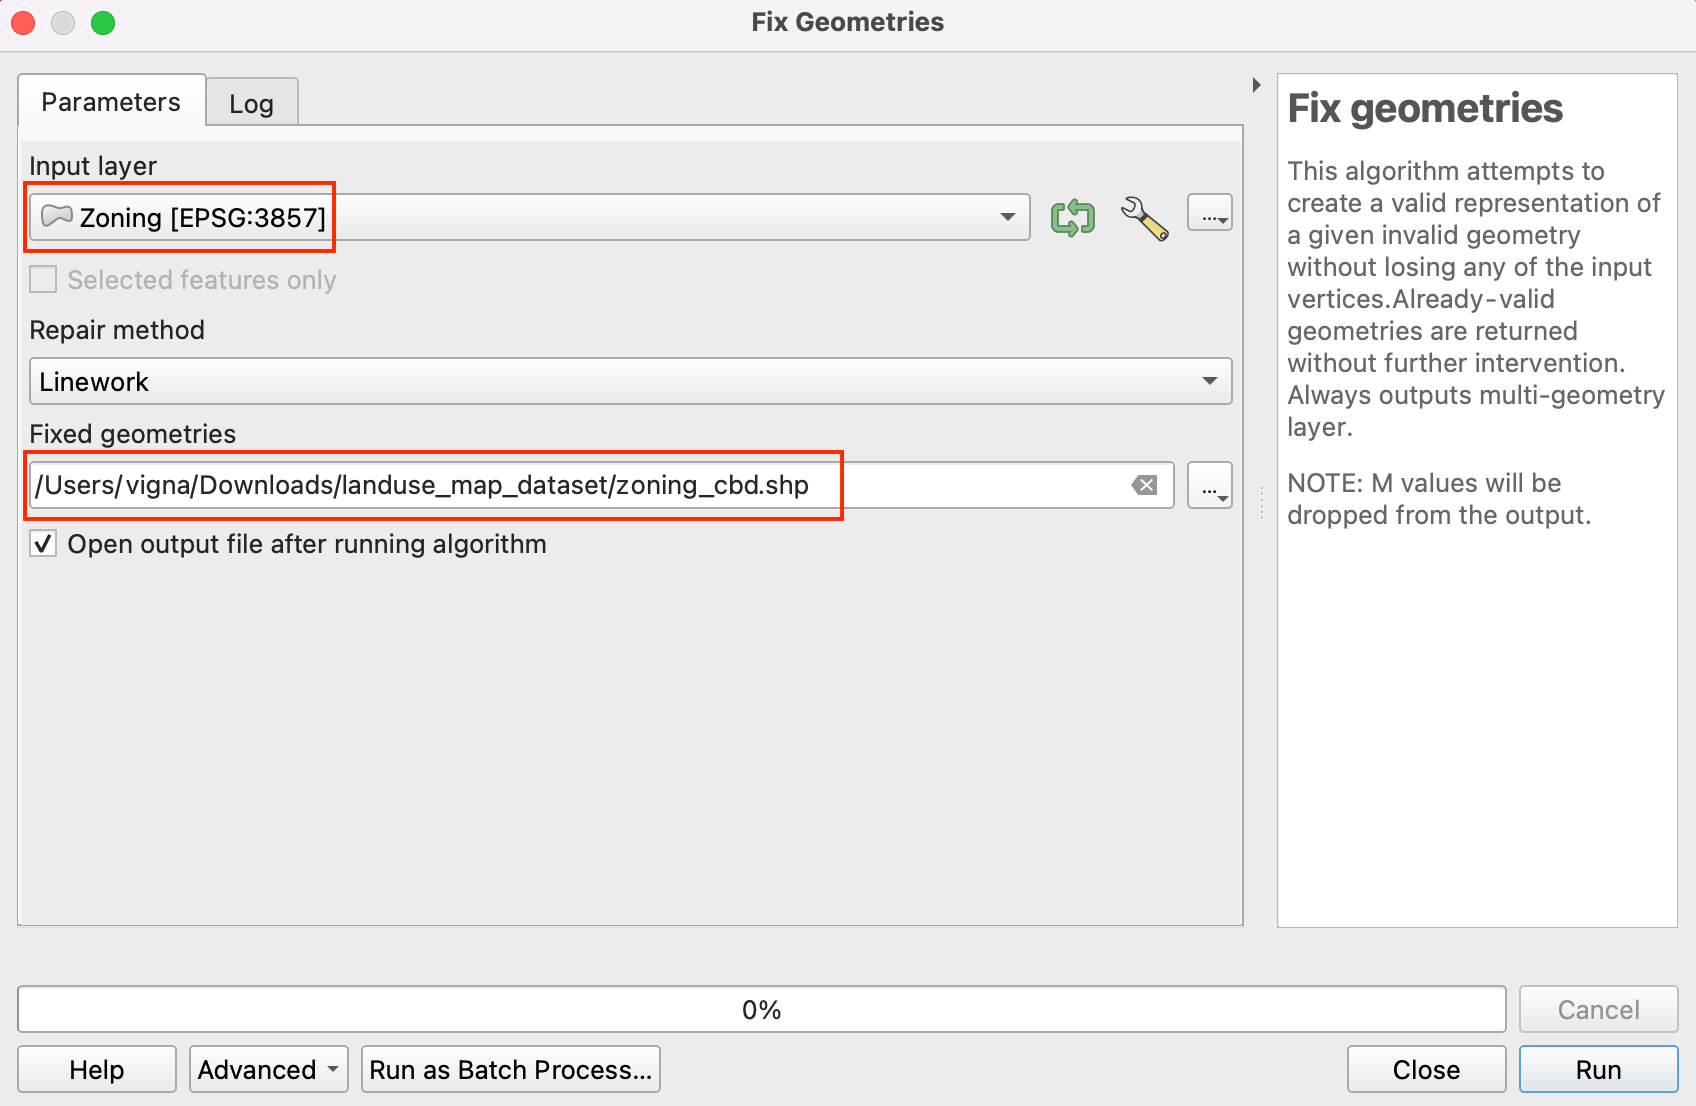 Fix Geometries
Parameters
Log
Input layer
Zoning [EPSG:3857]
...
Selected features only
Repair method
Linework
Fixed geometries
/Users/vigna/Downloads/landuse_map_dataset/zoning_cbd.shp
...
Open output file after running algorithm
Fix geometries
This algorithm attempts to
create a valid representation of
a given invalid geometry
without losing any of the input
vertices.Already-valid
geometries are returned
without further intervention.
Always outputs multi-geometry
layer.
NOTE: M values will be
dropped from the output.
0%
Cancel
Help
Advanced
Run as Batch Process...
Close
Run